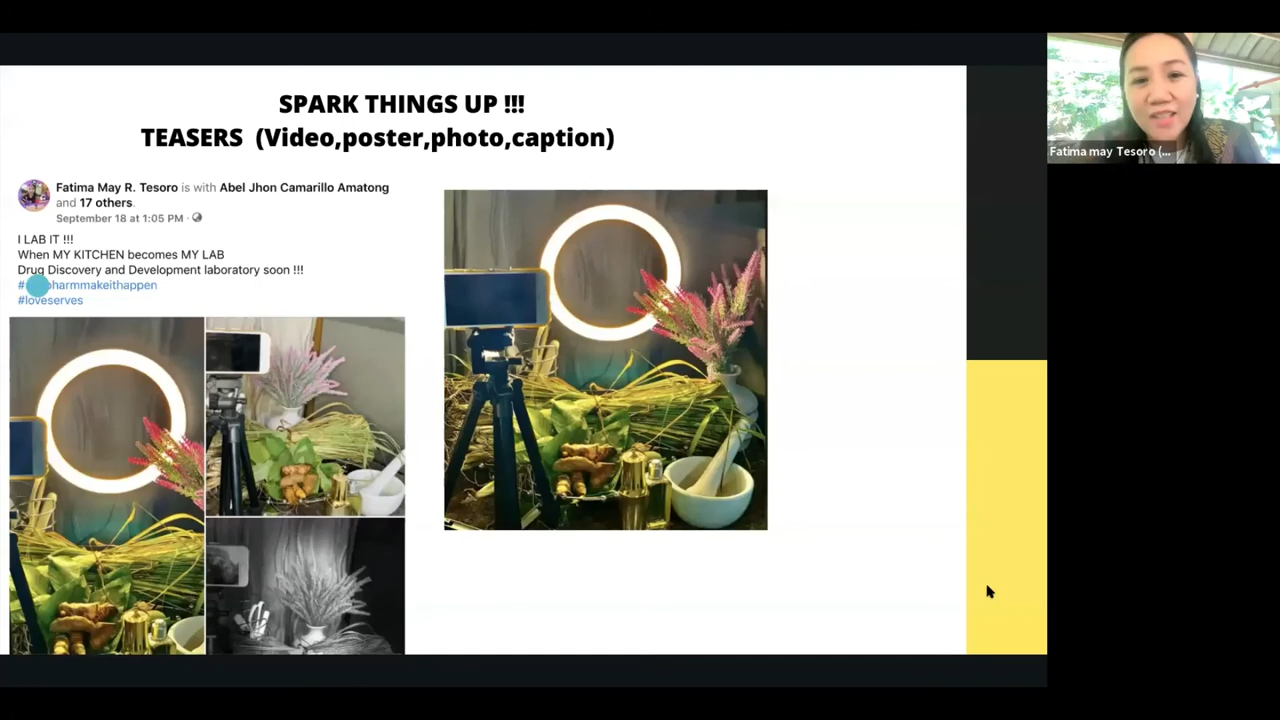 SPARK THINGS UP !!!
TEASERS (Video,poster,photo,caption)
Fatima May R. Tesoro is with Abel Jhon Camarillo Amatong
and 17 others.
September 18 at 1:05 PM ·
I LAB IT !!!
When MY KITCHEN becomes MY LAB
Drug Discovery and Development laboratory soon !!!
#loveserves
Fatima may Tesoro (...